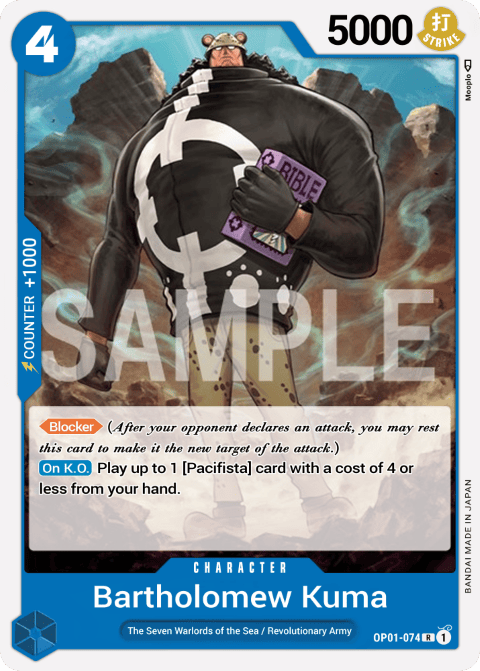 4
5000
打
STRIKE
Mooplo
BIBLE
COUNTER +1000
SAMPLE
Blocker (After your opponent declares an attack, you may rest
this card to make it the new target of the attack.)
On K.O. Play up to 1 [Pacifista] card with a cost of 4 or
less from your hand.
BANDAI MADE IN JAPAN
CHARACTER
Bartholomew Kuma
The Seven Warlords of the Sea / Revolutionary Army
OP01-074 R 1